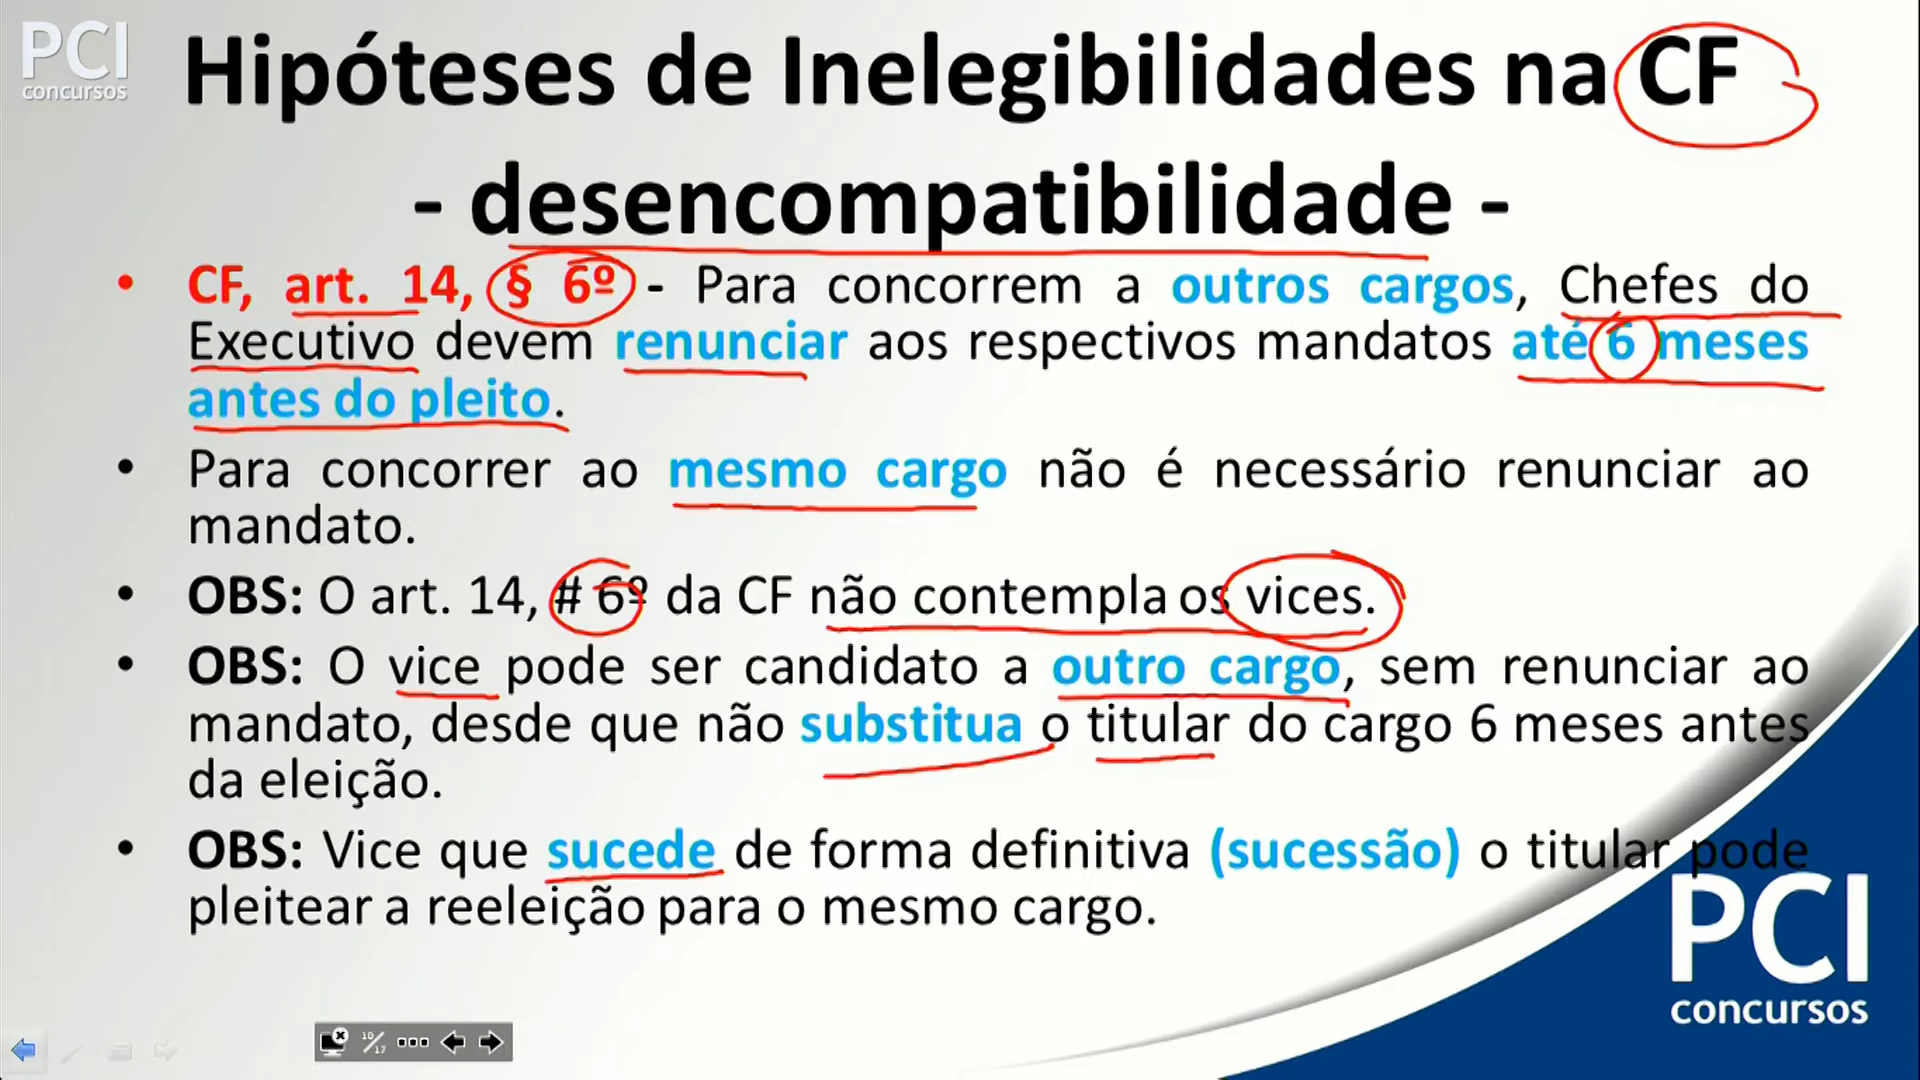 PCI
concursos
Hipóteses de Inelegibilidades na CF
- desencompatibilidade -
• CF, art. 14, § 6º - Para concorrem a outros cargos, Chefes do
Executivo devem renunciar aos respectivos mandatos até 6 meses
antes do pleito.
• Para concorrer ao mesmo cargo não é necessário renunciar ao
mandato.
• OBS: O art. 14, # 6º da CF não contempla os vices.
• OBS: O vice pode ser candidato a outro cargo, sem renunciar ao
mandato, desde que não substitua o titular do cargo 6 meses antes
da eleição.
• OBS: Vice que sucede de forma definitiva (sucessão) o titular pode
pleitear a reeleição para o mesmo cargo.
PCI
concursos
10/17